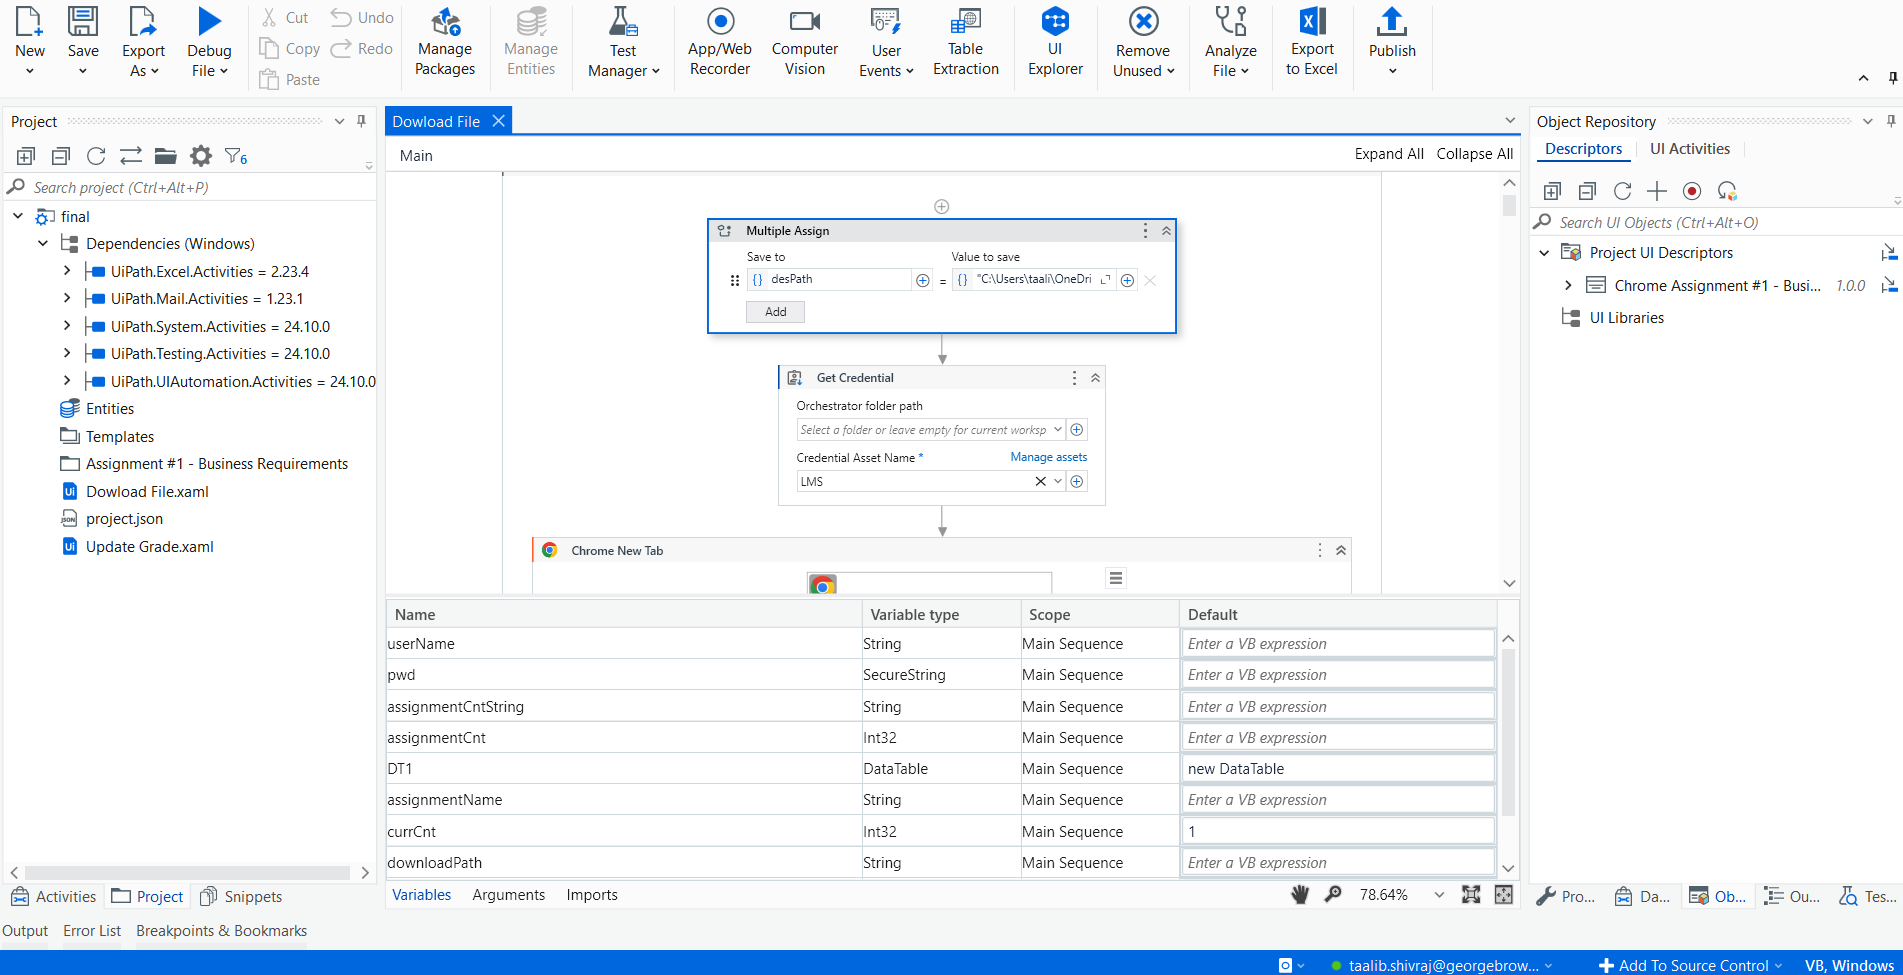 New
Save
Export
As
Debug
File
Cut
Copy
Paste
Undo
Redo
Manage
Packages
Manage
Entities
Test
Manager
App/Web
Recorder
Computer
Vision
User
Events
Table
Extraction
UI
Explorer
Remove
Unused
Analyze
File
Export
to Excel
Publish
Project
6
Search project (Ctrl+Alt+P)
final
Dependencies (Windows)
UiPath.Excel.Activities = 2.23.4
UiPath.Mail.Activities = 1.23.1
UiPath.System.Activities = 24.10.0
UiPath.Testing.Activities = 24.10.0
UiPath.UIAutomation.Activities = 24.10.0
Entities
Templates
Assignment #1 - Business Requirements
Ui Dowload File.xaml
JSON project.json
Ui Update Grade.xaml
Activities
Project
Snippets
Dowload File
Main
Expand All
Collapse All
Multiple Assign
Save to
Value to save
{} desPath
=
{} "C:\Users\taali\OneDri
Add
Get Credential
Orchestrator folder path
Select a folder or leave empty for current worksp
Credential Asset Name *
Manage assets
LMS
Chrome New Tab
Name Variable type Scope Default
userName String Main Sequence Enter a VB expression
pwd SecureString Main Sequence Enter a VB expression
assignmentCntString String Main Sequence Enter a VB expression
assignmentCnt Int32 Main Sequence Enter a VB expression
DT1 DataTable Main Sequence new DataTable
assignmentName String Main Sequence Enter a VB expression
currCnt Int32 Main Sequence 1
downloadPath String Main Sequence Enter a VB expression
Variables
Arguments
Imports
78.64%
Object Repository
Descriptors
UI Activities
Search UI Objects (Ctrl+Alt+O)
Project UI Descriptors
Chrome Assignment #1 - Busi... 1.0.0
UI Libraries
Pro...
Da...
Ob...
Ou...
Tes...
Output
Error List
Breakpoints & Bookmarks
taalib.shivraj@georgebrow...
Add To Source Control
VB, Windows